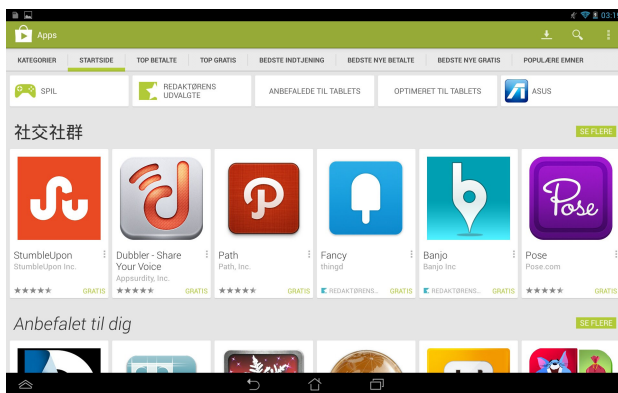 03:19
Apps
KATEGORIER STARTSIDE TOP BETALTE TOP GRATIS BEDSTE INDTJENING BEDSTE NYE BETALTE BEDSTE NYE GRATIS POPULÆRE EMNER
SPIL
REDAKTØRENS
UDVALGTE
ANBEFALEDE TIL TABLETS
OPTIMERET TIL TABLETS
ASUS
社交社群
SE FLERE
Pose
StumbleUpon
StumbleUpon Inc.
GRATIS
Dubbler - Share
Your Voice
Appsurdity, Inc.
GRATIS
Path
Path, Inc.
GRATIS
Fancy
thingd
REDAKTØRENS... GRATIS
Banjo
Banjo Inc
REDAKTØRENS... GRATIS
Pose
Pose.com
GRATIS
Anbefalet til dig
SE FLERE